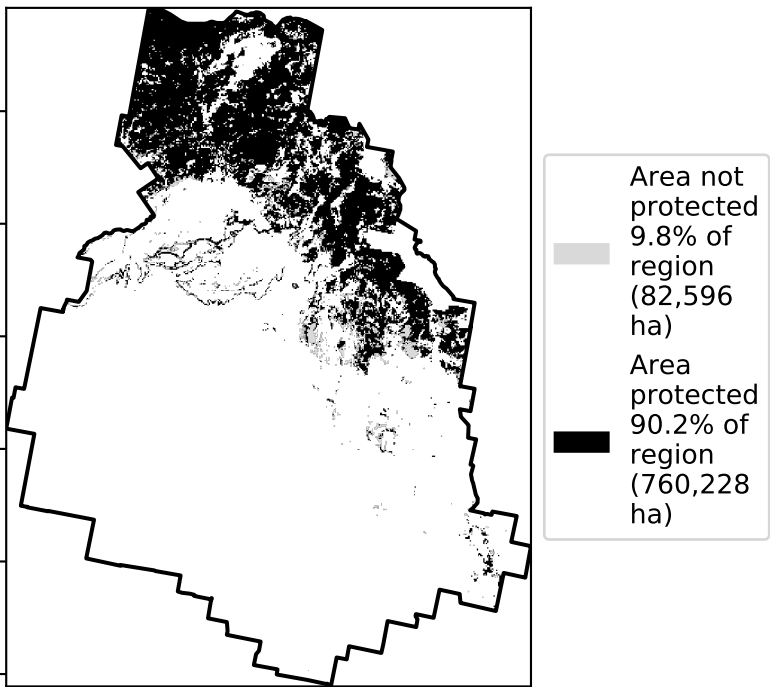 Area not
protected
9.8% of
region
(82,596
ha)
Area
protected
90.2% of
region
(760,228
ha)